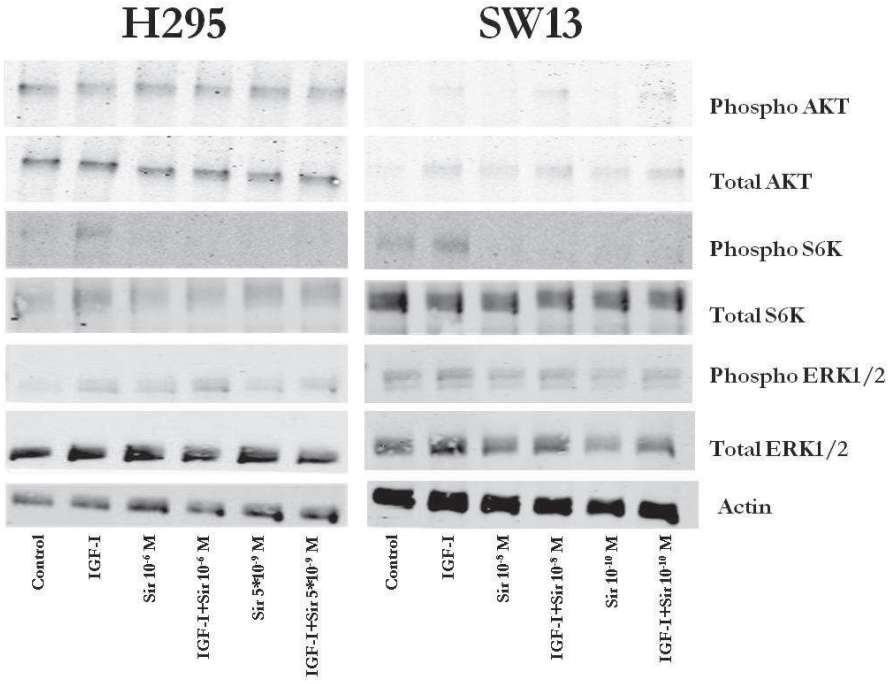 H295 SW13
Phospho AKT
Total AKT
Phospho S6K
Total S6K
Phospho ERK1/2
Total ERK1/2
Actin
Control
IGF-I
Sir 10⁻⁶ M
IGF-I+Sir 10⁻⁶ M
Sir 5*10⁻⁹ M
IGF-I+Sir 5*10⁻⁹ M
Control
IGF-I
Sir 10⁻⁸ M
IGF-I+Sir 10⁻⁸ M
Sir 10⁻¹⁰ M
IGF-I+Sir 10⁻¹⁰ M